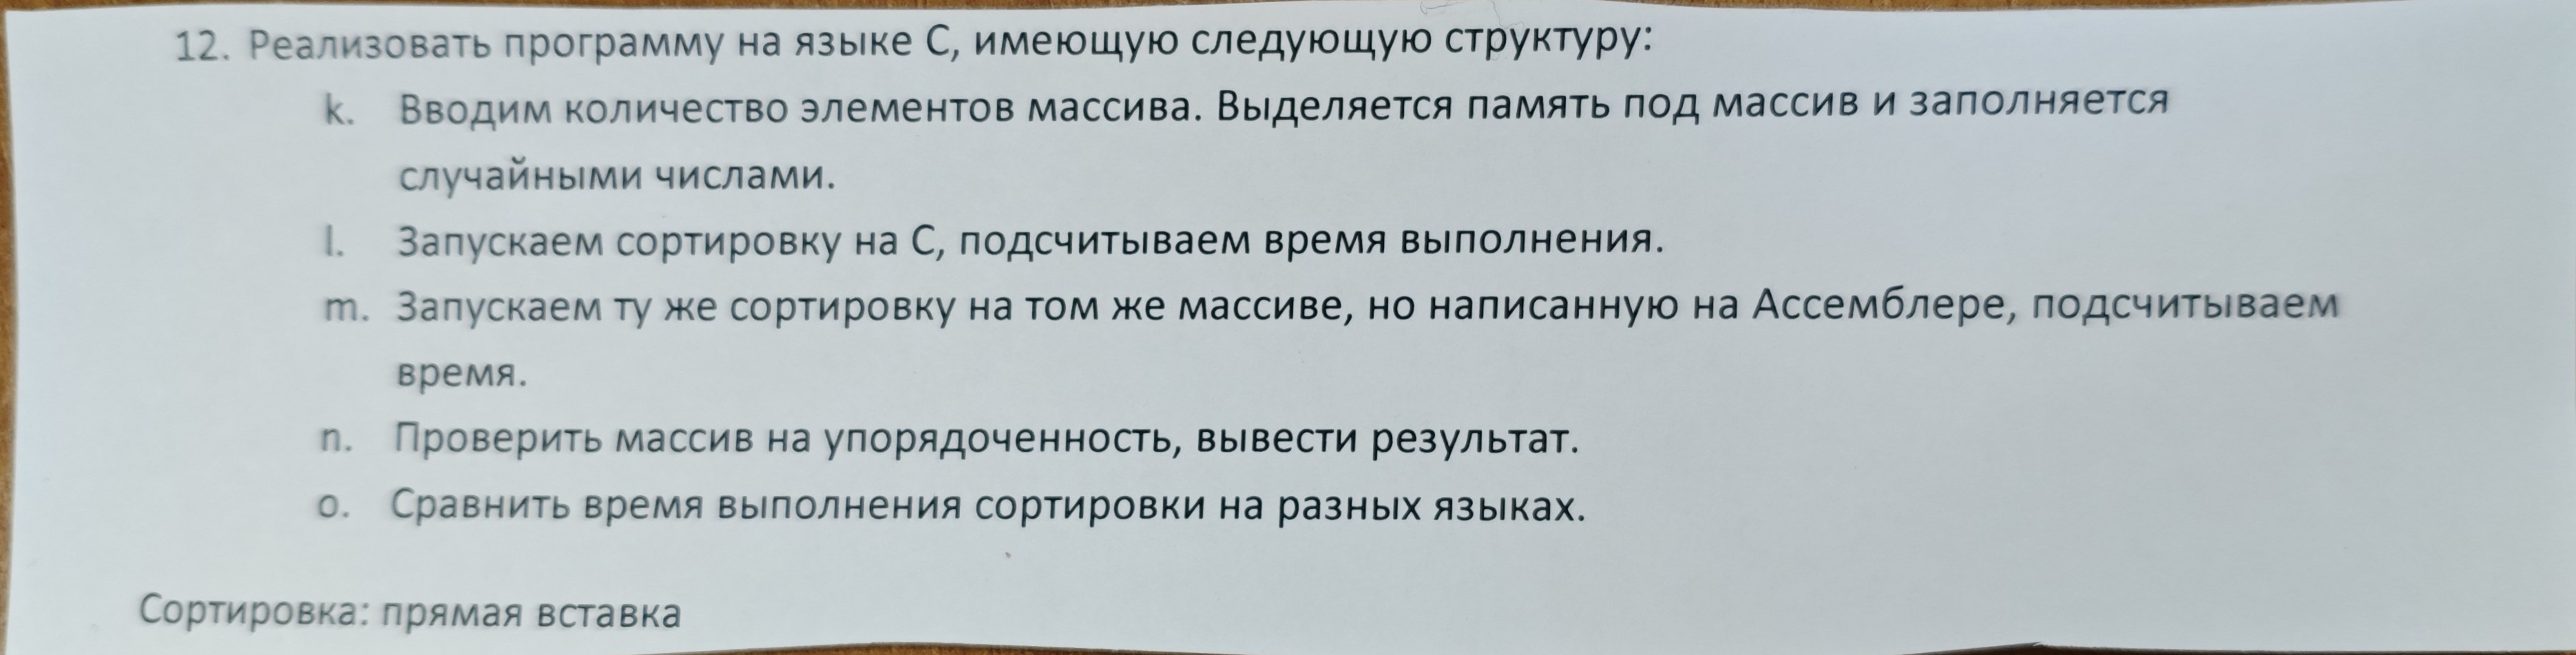 12. Реализовать программу на языке С, имеющую следующую структуру:
k. Вводим количество элементов массива. Выделяется память под массив и заполняется
случайными числами.
l. Запускаем сортировку на С, подсчитываем время выполнения.
m. Запускаем ту же сортировку на том же массиве, но написанную на Ассемблере, подсчитываем
время.
n. Проверить массив на упорядоченность, вывести результат.
o. Сравнить время выполнения сортировки на разных языках.
Сортировка: прямая вставка